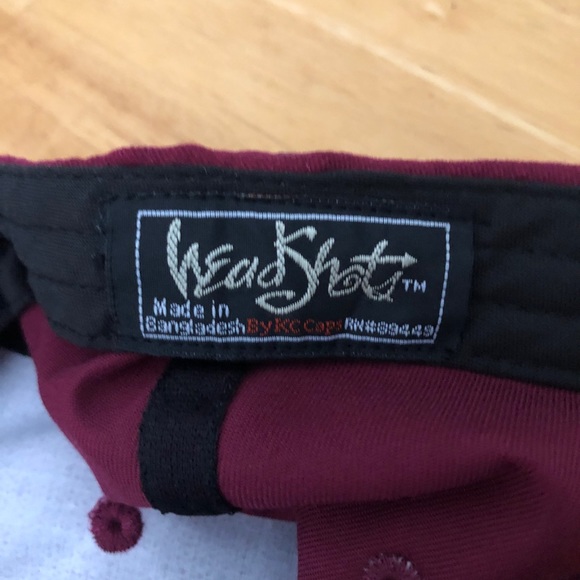 HeadShots™
Made in
Bangladesh By KC Caps RN#89449